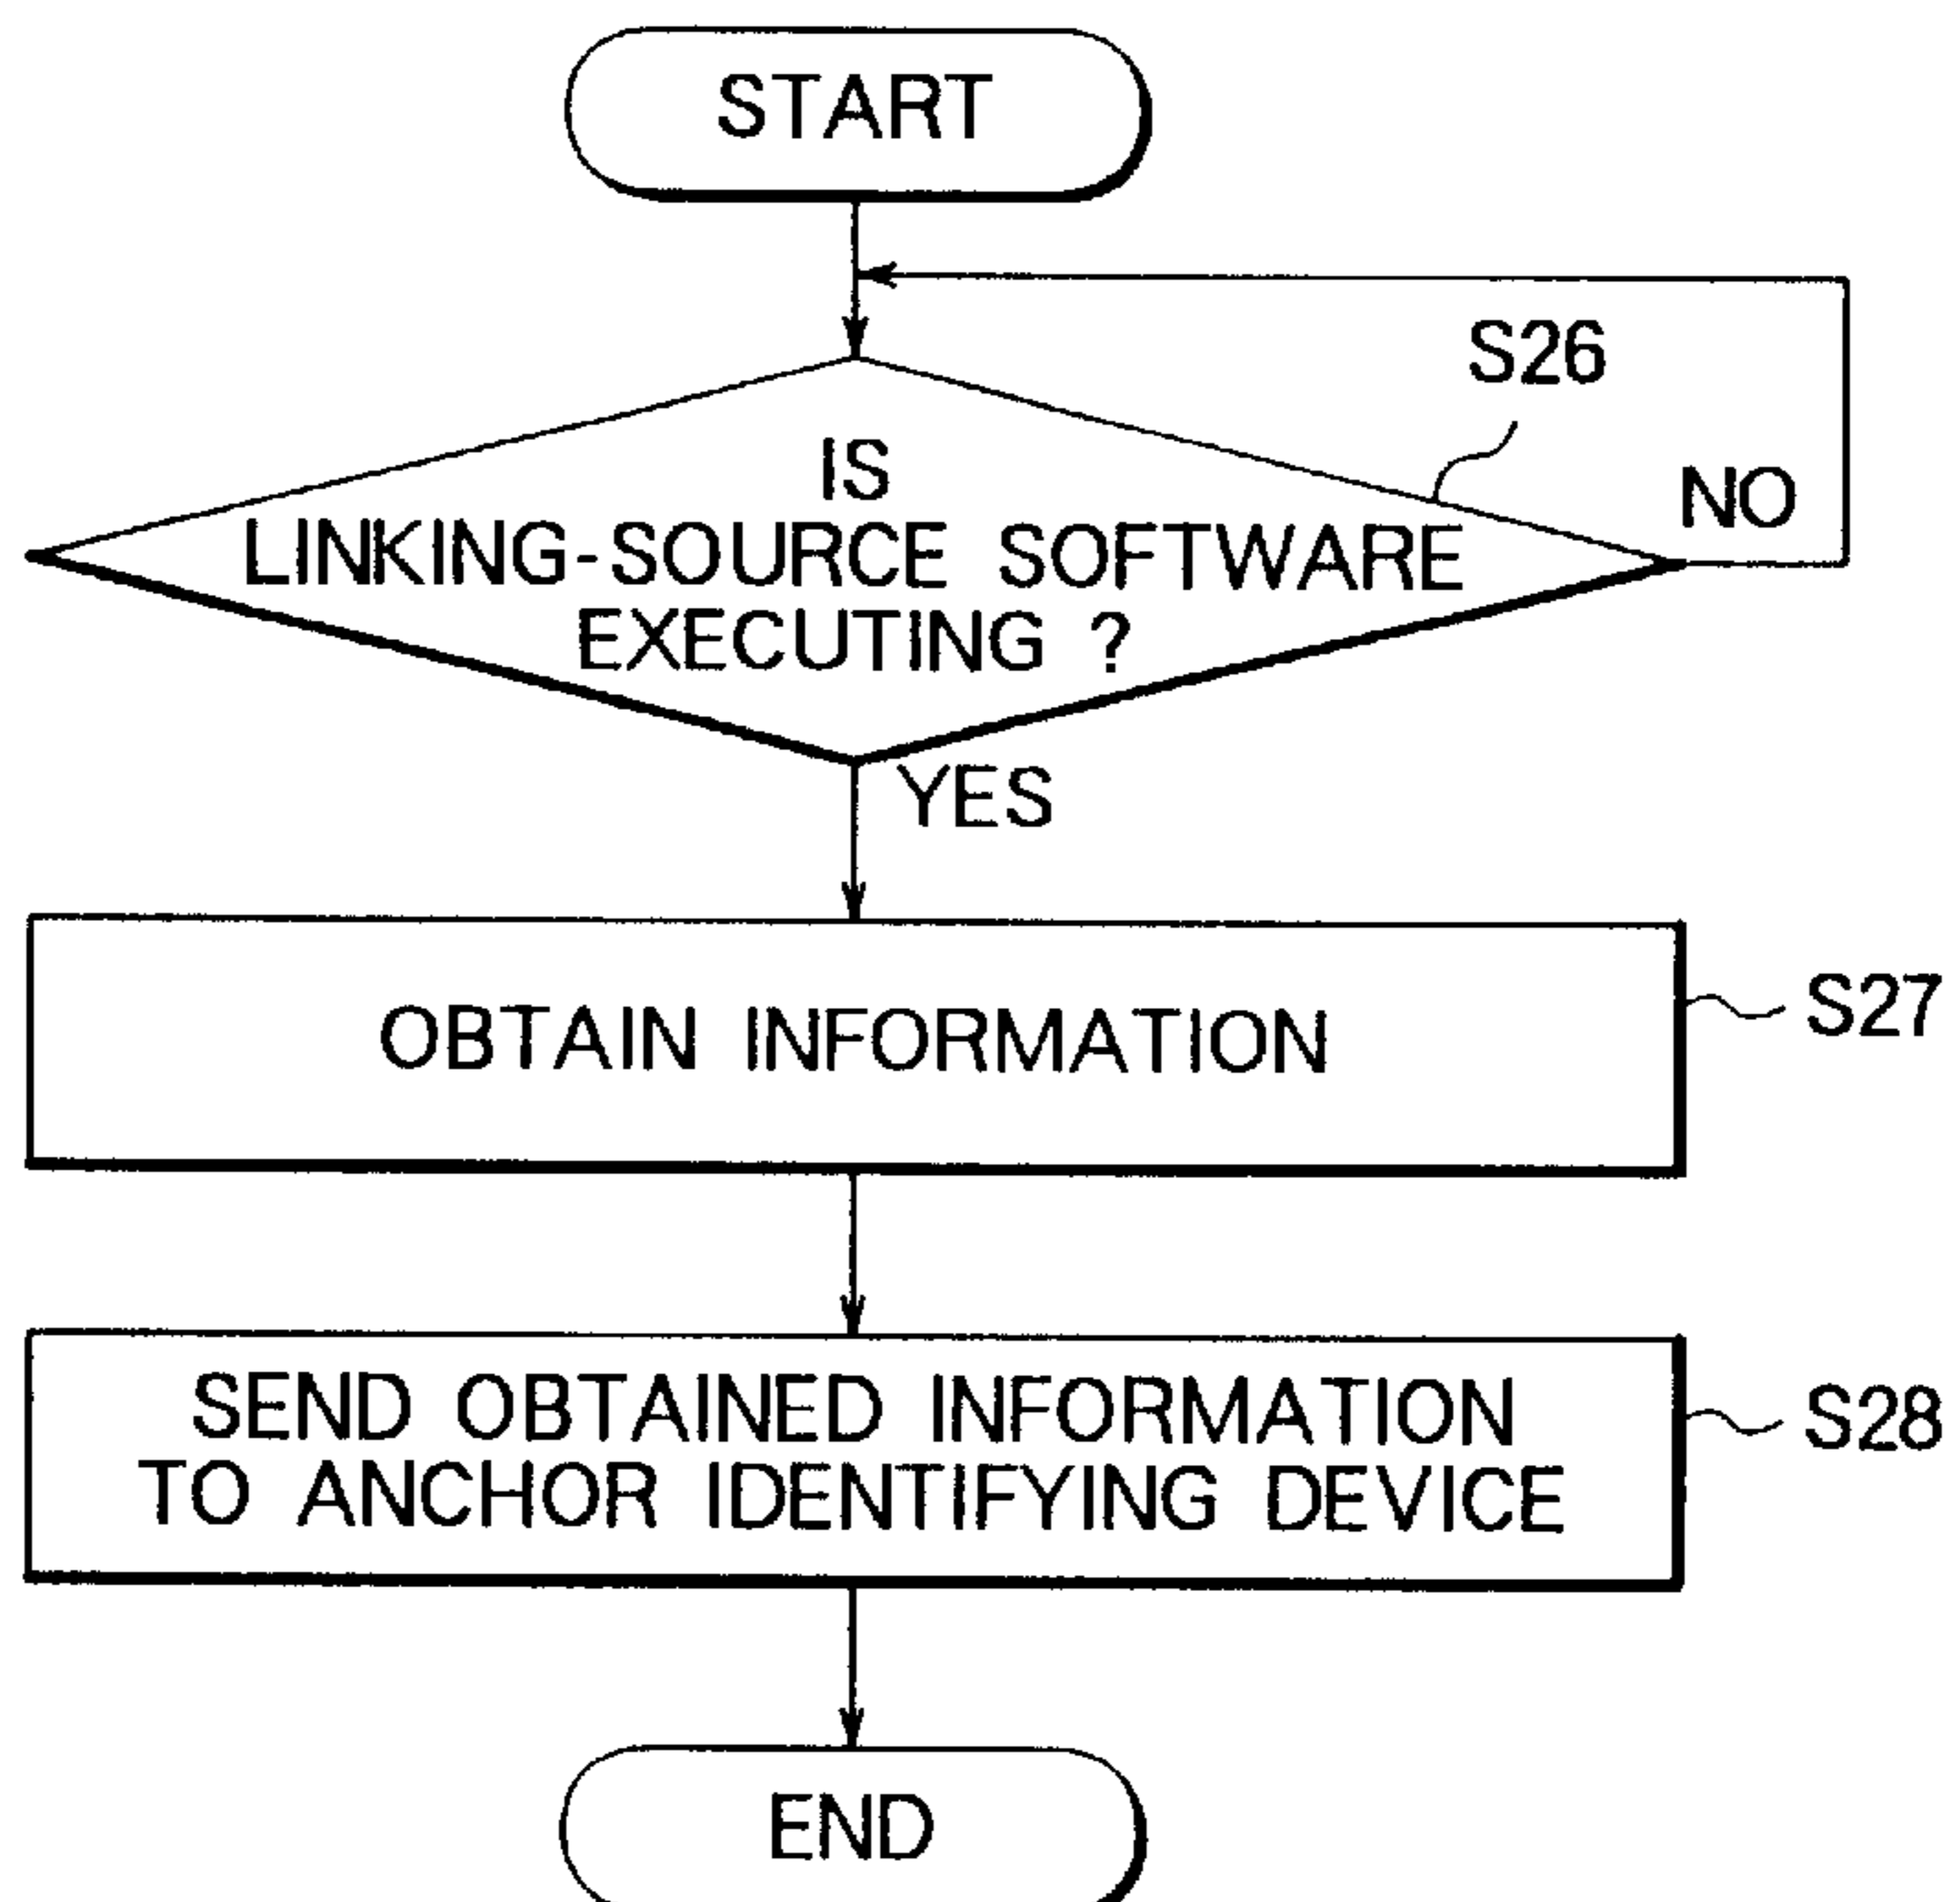 START
S26
IS
LINKING-SOURCE SOFTWARE
EXECUTING ?
NO
YES
OBTAIN INFORMATION
S27
SEND OBTAINED INFORMATION
TO ANCHOR IDENTIFYING DEVICE
S28
END